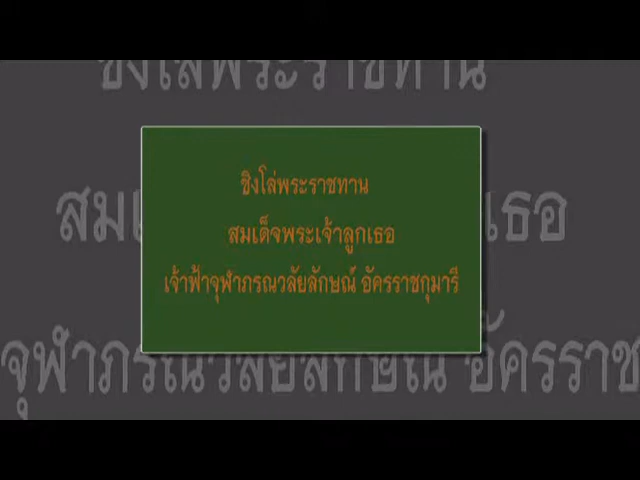 ชิงโล่พระราชทาน
สมเด็จพระเจ้าลูกเธอ
เจ้าฟ้าจุฬาภรณวลัยลักษณ์ อัครราชกุมารี